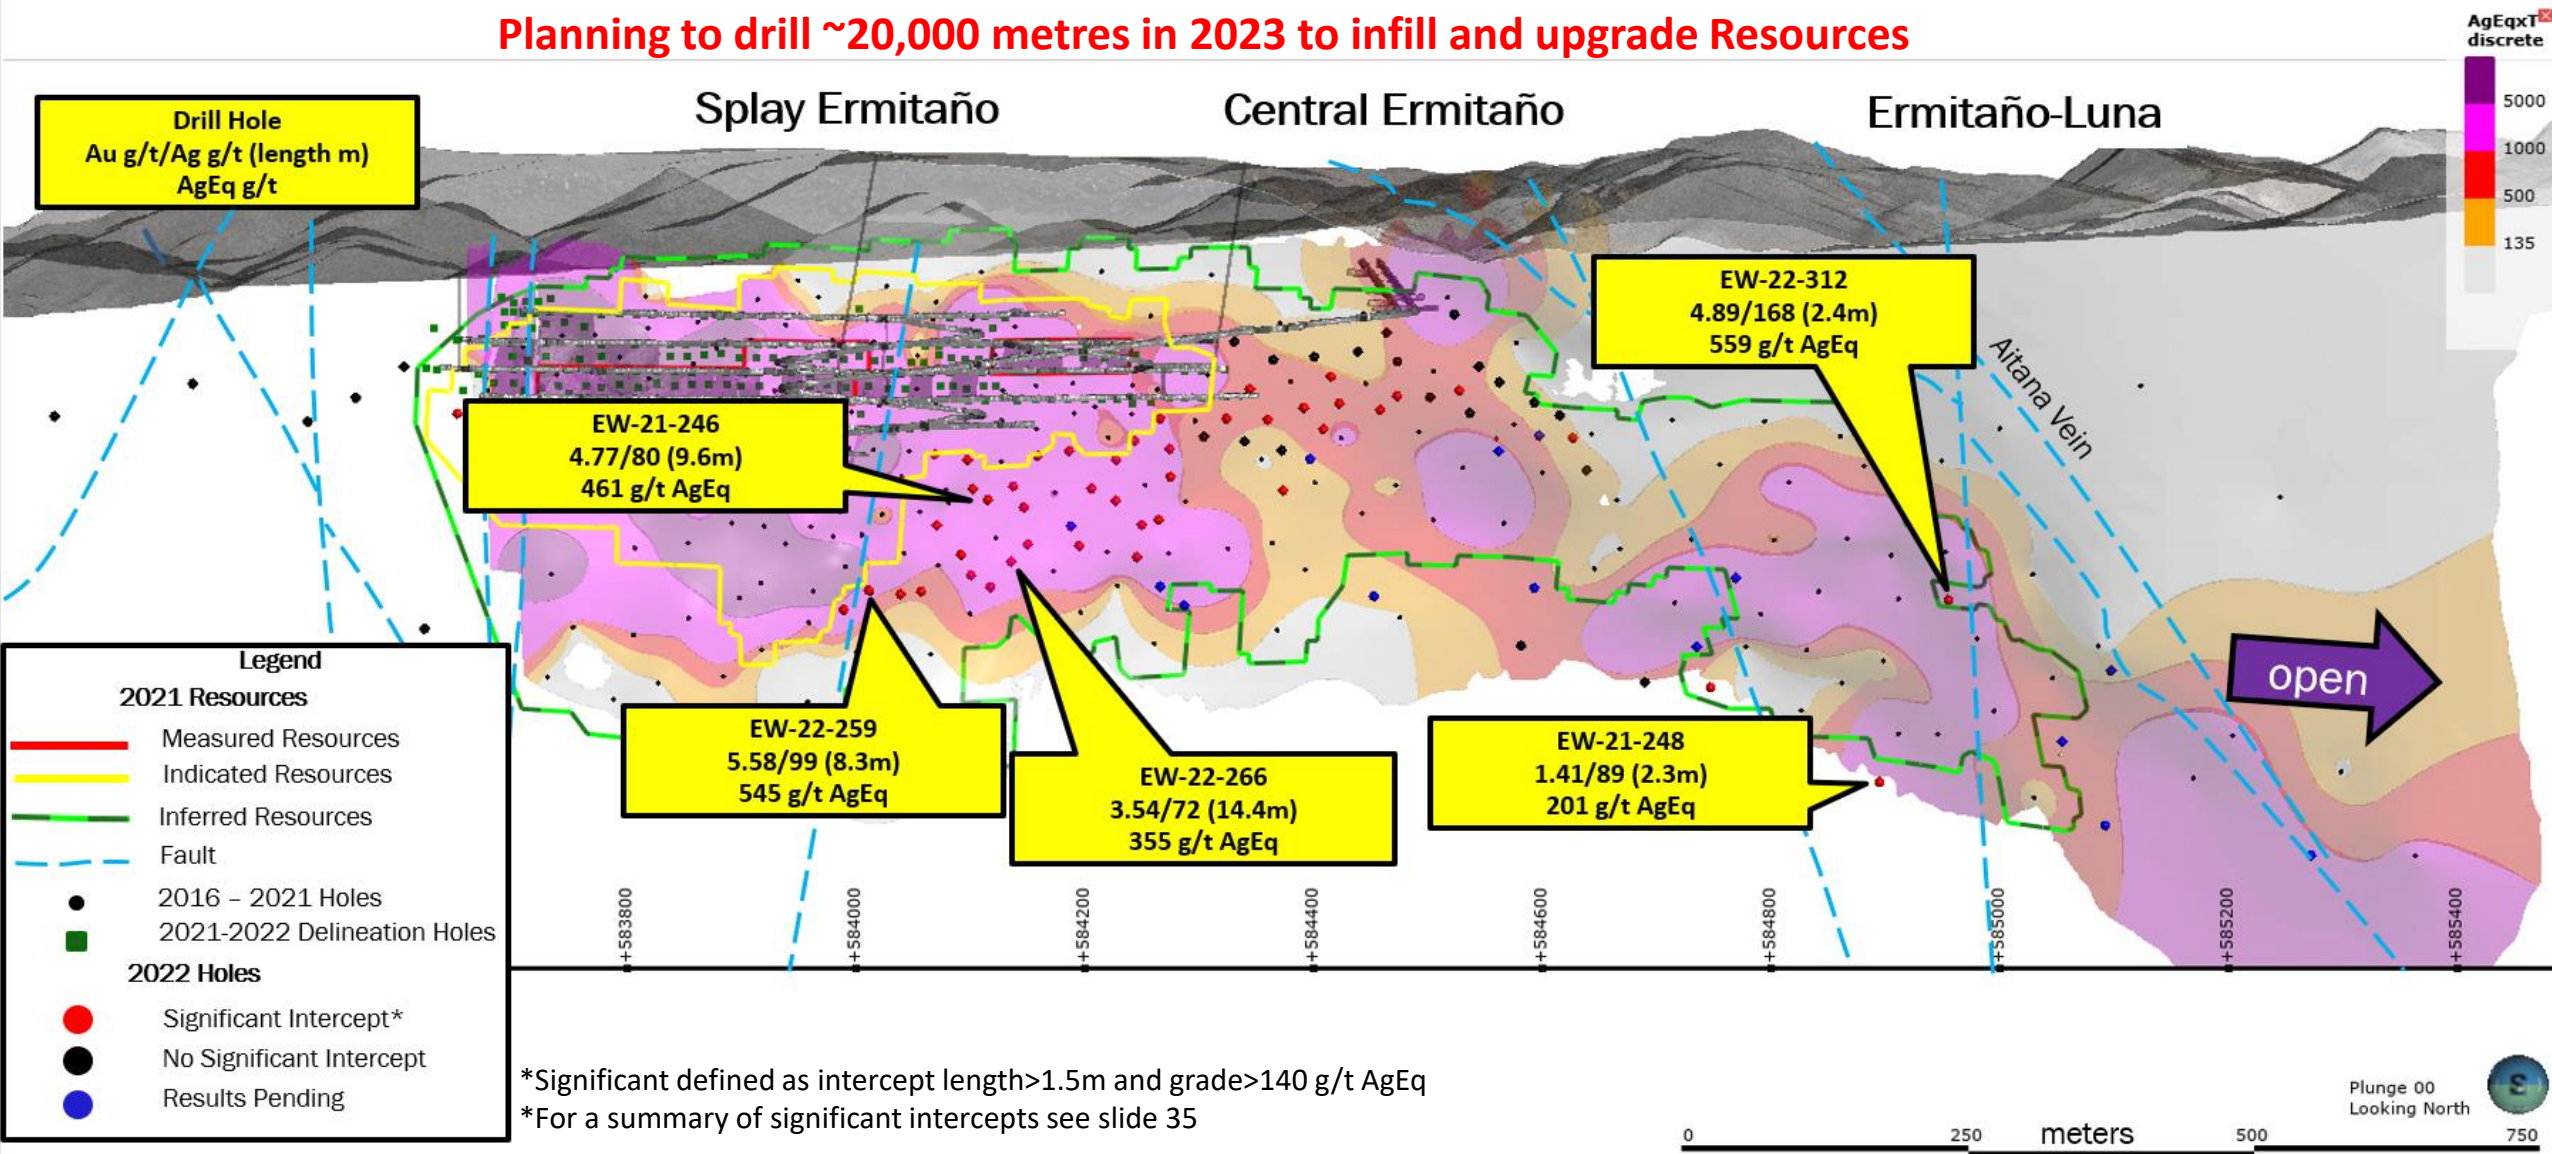 Planning to drill ~20,000 metres in 2023 to infill and upgrade Resources
AgEqxT
discrete
5000
1000
500
135
Drill Hole
Au g/t/Ag g/t (length m)
AgEq g/t
Splay Ermitaño
Central Ermitaño
Ermitaño-Luna
EW-22-312
4.89/168 (2.4m)
559 g/t AgEq
Aitana Vein
EW-21-246
4.77/80 (9.6m)
461 g/t AgEq
open
EW-22-259
5.58/99 (8.3m)
545 g/t AgEq
EW-22-266
3.54/72 (14.4m)
355 g/t AgEq
EW-21-248
1.41/89 (2.3m)
201 g/t AgEq
Legend
2021 Resources
Measured Resources
Indicated Resources
Inferred Resources
Fault
2016 – 2021 Holes
2021-2022 Delineation Holes
2022 Holes
Significant Intercept*
No Significant Intercept
Results Pending
+583800
+584000
+584200
+584400
+584600
+584800
+585000
+585200
+585400
*Significant defined as intercept length>1.5m and grade>140 g/t AgEq
*For a summary of significant intercepts see slide 35
Plunge 00
Looking North
S
0 250 meters 500 750